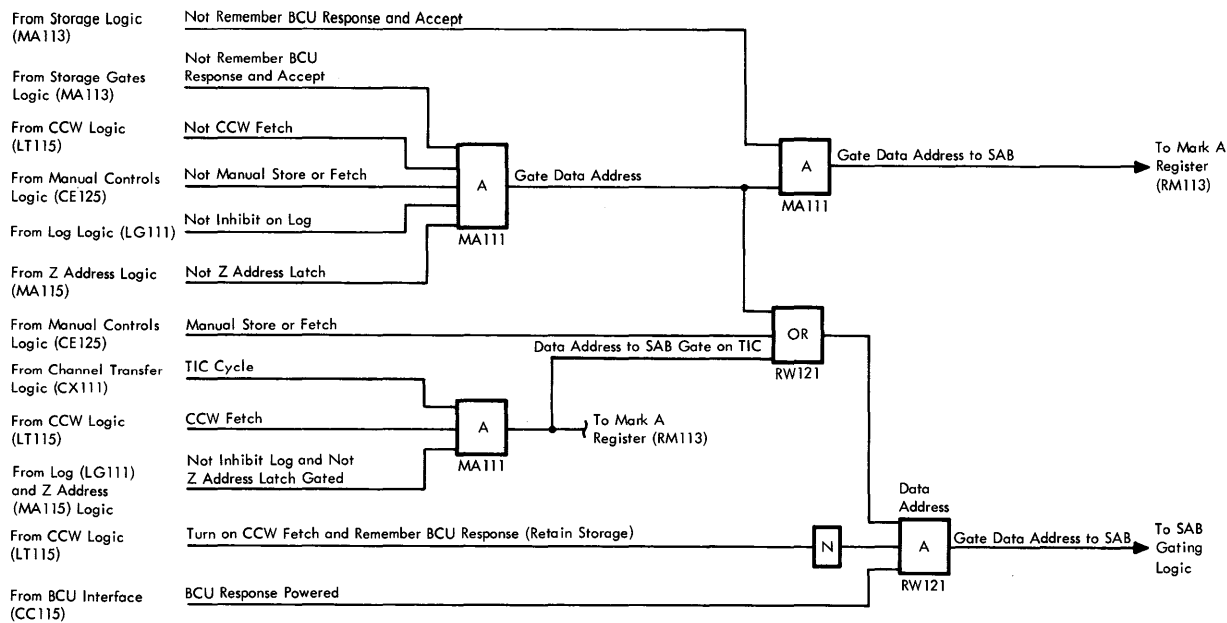 From Storage Logic
(MA113)
Not Remember BCU Response and Accept
From Storage Gates
Logic (MA113)
Not Remember BCU
Response and Accept
From CCW Logic
(LT115)
Not CCW Fetch
From Manual Controls
Logic (CE125)
Not Manual Store or Fetch
From Log Logic (LG111)
Not Inhibit on Log
From Z Address Logic
(MA115)
Not Z Address Latch
A
MA111
Gate Data Address
A
MA111
Gate Data Address to SAB
To Mark A
Register
(RM113)
From Manual Controls
Logic (CE125)
Manual Store or Fetch
Data Address to SAB Gate on TIC
OR
RW121
From Channel Transfer
Logic (CX111)
TIC Cycle
From CCW Logic
(LT115)
CCW Fetch
From Log (LG111)
and Z Address
(MA115) Logic
Not Inhibit Log and Not
Z Address Latch Gated
A
MA111
To Mark A
Register (RM113)
From CCW Logic
(LT115)
Turn on CCW Fetch and Remember BCU Response (Retain Storage)
N
Data
Address
A
RW121
Gate Data Address to SAB
To SAB
Gating
Logic
From BCU Interface
(CC115)
BCU Response Powered